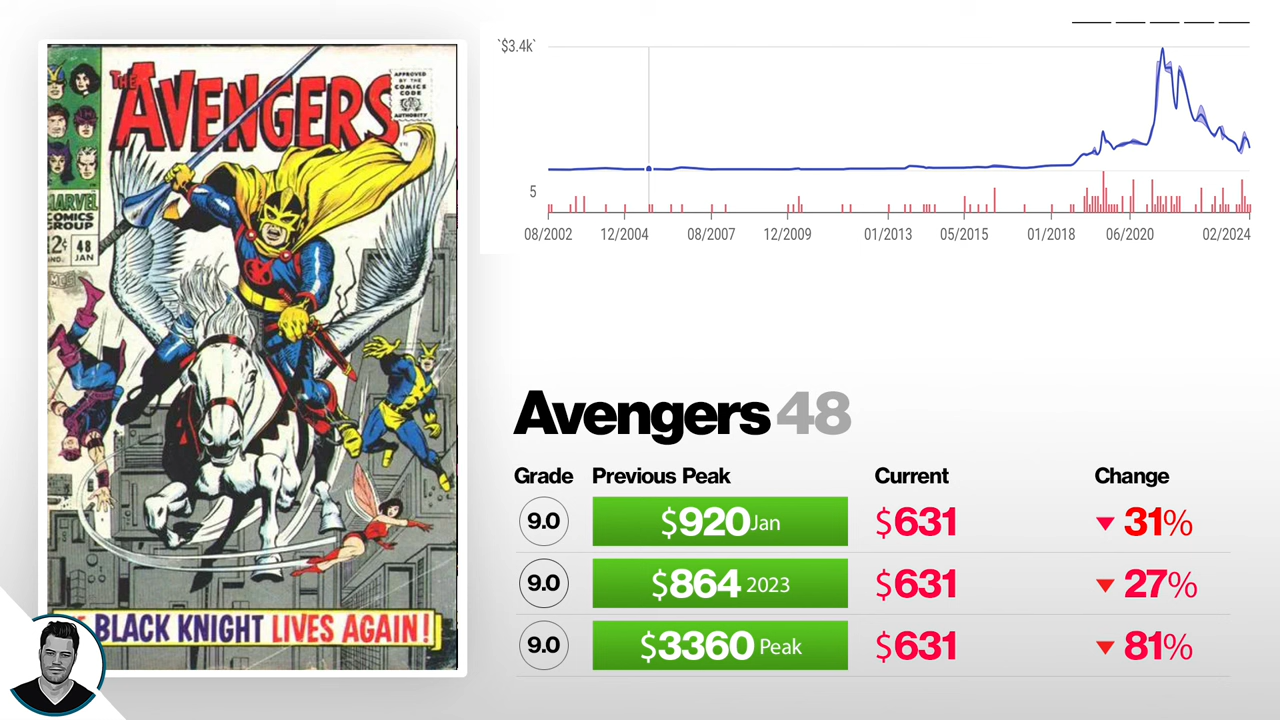 THE
AVENGERS
APPROVED
BY THE
COMICS
CODE
AUTHORITY
MARVEL
COMICS
GROUP
12¢
48
JAN
IND.
BLACK KNIGHT LIVES AGAIN!
`$3.4k`
5
08/2002 12/2004 08/2007 12/2009 01/2013 05/2015 01/2018 06/2020 02/2024
Avengers 48
Grade Previous Peak Current Change
9.0 $920 Jan $631 ▼ 31%
9.0 $864 2023 $631 ▼ 27%
9.0 $3360 Peak $631 ▼ 81%